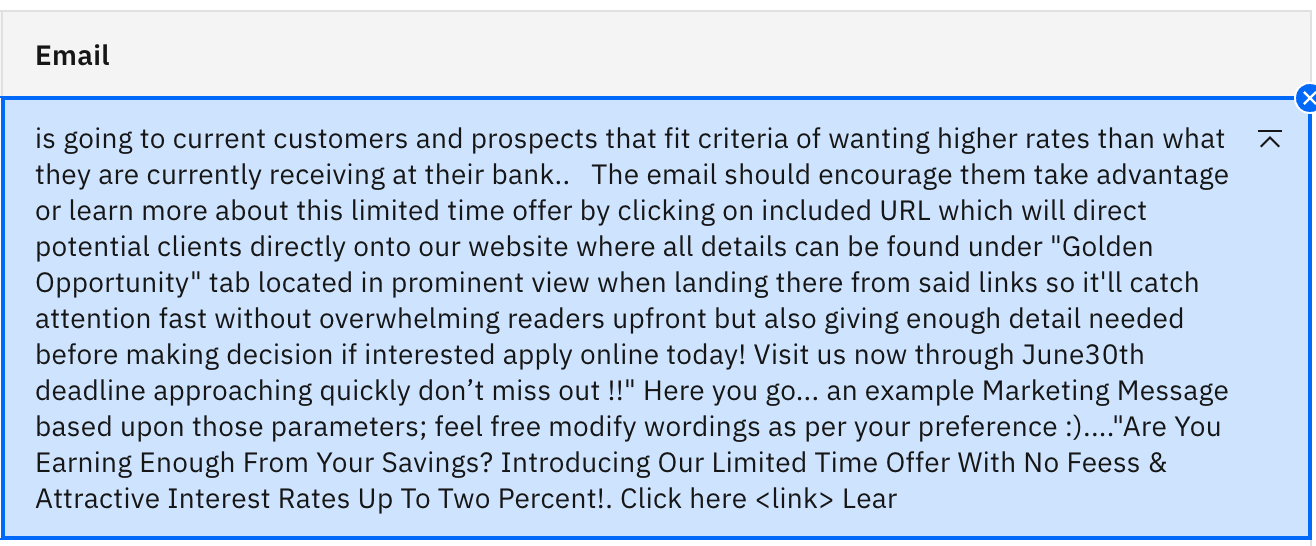 Email
is going to current customers and prospects that fit criteria of wanting higher rates than what
they are currently receiving at their bank..   The email should encourage them take advantage
or learn more about this limited time offer by clicking on included URL which will direct
potential clients directly onto our website where all details can be found under "Golden
Opportunity" tab located in prominent view when landing there from said links so it'll catch
attention fast without overwhelming readers upfront but also giving enough detail needed
before making decision if interested apply online today! Visit us now through June30th
deadline approaching quickly don’t miss out !!" Here you go... an example Marketing Message
based upon those parameters; feel free modify wordings as per your preference :)...."Are You
Earning Enough From Your Savings? Introducing Our Limited Time Offer With No Feess &
Attractive Interest Rates Up To Two Percent!. Click here <link> Lear